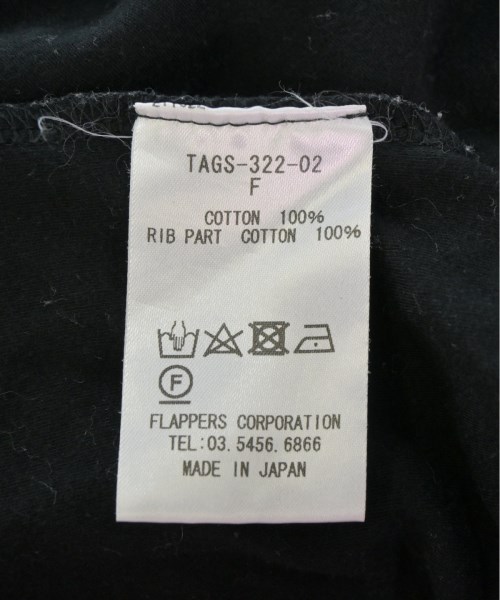 TAGS-322-02
F
COTTON 100%
RIB PART COTTON 100%
F
FLAPPERS CORPORATION
TEL:03.5456.6866
MADE IN JAPAN